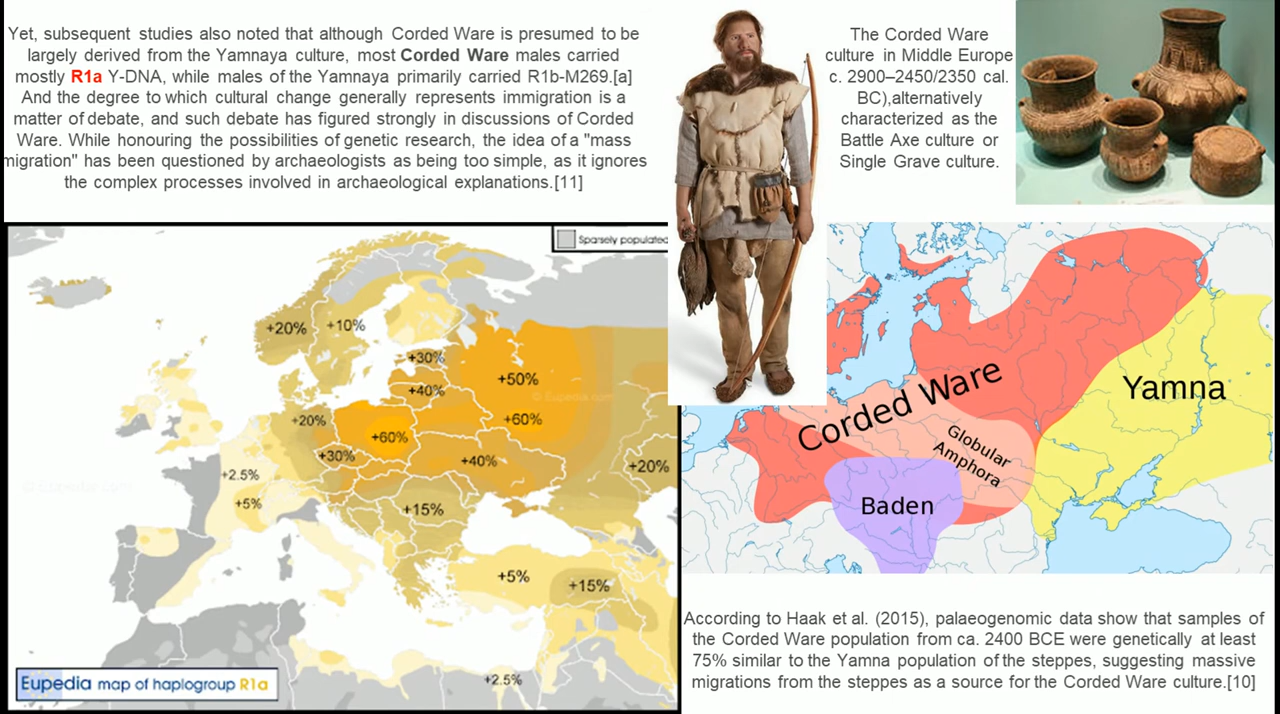 Yet, subsequent studies also noted that although Corded Ware is presumed to be
largely derived from the Yamnaya culture, most Corded Ware males carried
mostly R1a Y-DNA, while males of the Yamnaya primarily carried R1b-M269.[a]
And the degree to which cultural change generally represents immigration is a
matter of debate, and such debate has figured strongly in discussions of Corded
Ware. While honouring the possibilities of genetic research, the idea of a "mass
migration" has been questioned by archaeologists as being too simple, as it ignores
the complex processes involved in archaeological explanations.[11]
The Corded Ware
culture in Middle Europe
c. 2900–2450/2350 cal.
BC),alternatively
characterized as the
Battle Axe culture or
Single Grave culture.
Sparsely populated
+20%
+10%
+30%
+40%
+50%
© Eupedia.com
+20%
+60%
+60%
+30%
+40%
+20%
+2.5%
+5%
+15%
+5%
+15%
+2.5%
Eupedia map of haplogroup R1a
Corded Ware
Yamna
Globular
Amphora
Baden
According to Haak et al. (2015), palaeogenomic data show that samples of
the Corded Ware population from ca. 2400 BCE were genetically at least
75% similar to the Yamna population of the steppes, suggesting massive
migrations from the steppes as a source for the Corded Ware culture.[10]